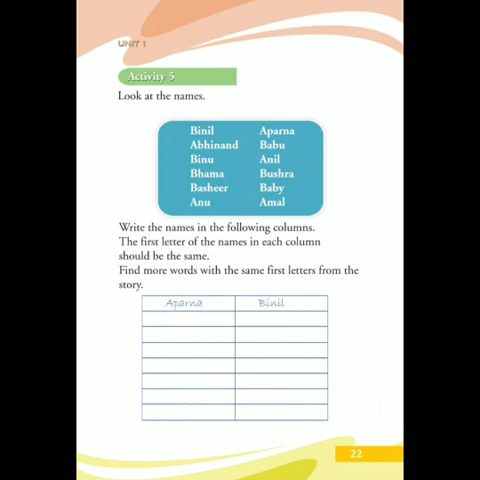 UNIT 1
Activity 5
Look at the names.
Binil Aparna
Abhinand Babu
Binu Anil
Bhama Bushra
Basheer Baby
Anu Amal
Write the names in the following columns.
The first letter of the names in each column
should be the same.
Find more words with the same first letters from the
story.
Aparna Binil
22